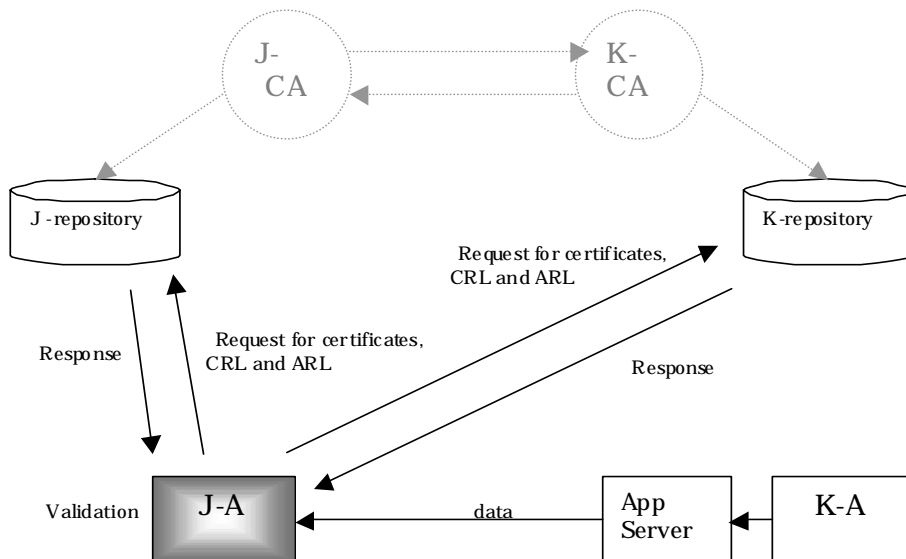 J-
CA
K-
CA
J-repository
K-repository
Request for certificates,
CRL and ARL
Response
Request for certificates,
CRL and ARL
Response
Validation
J-A
data
App
Server
K-A